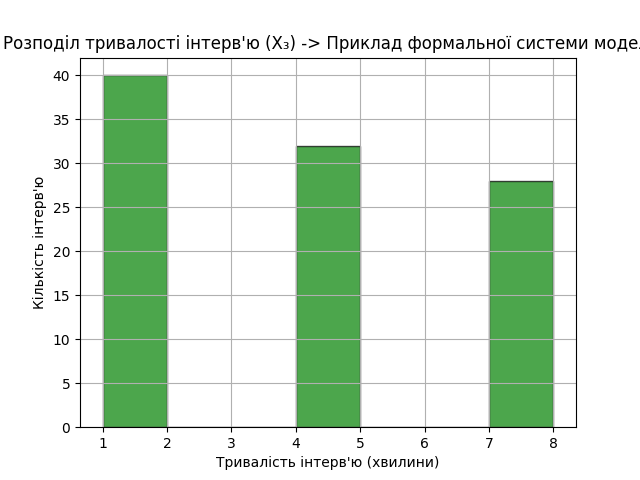 Розподіл тривалості інтерв'ю (X₃) -> Приклад формальної системи
40
35
30
25
20
15
10
5
0
Кількість інтерв'ю
1 2 3 4 5 6 7 8
Тривалість інтерв'ю (хвилини)